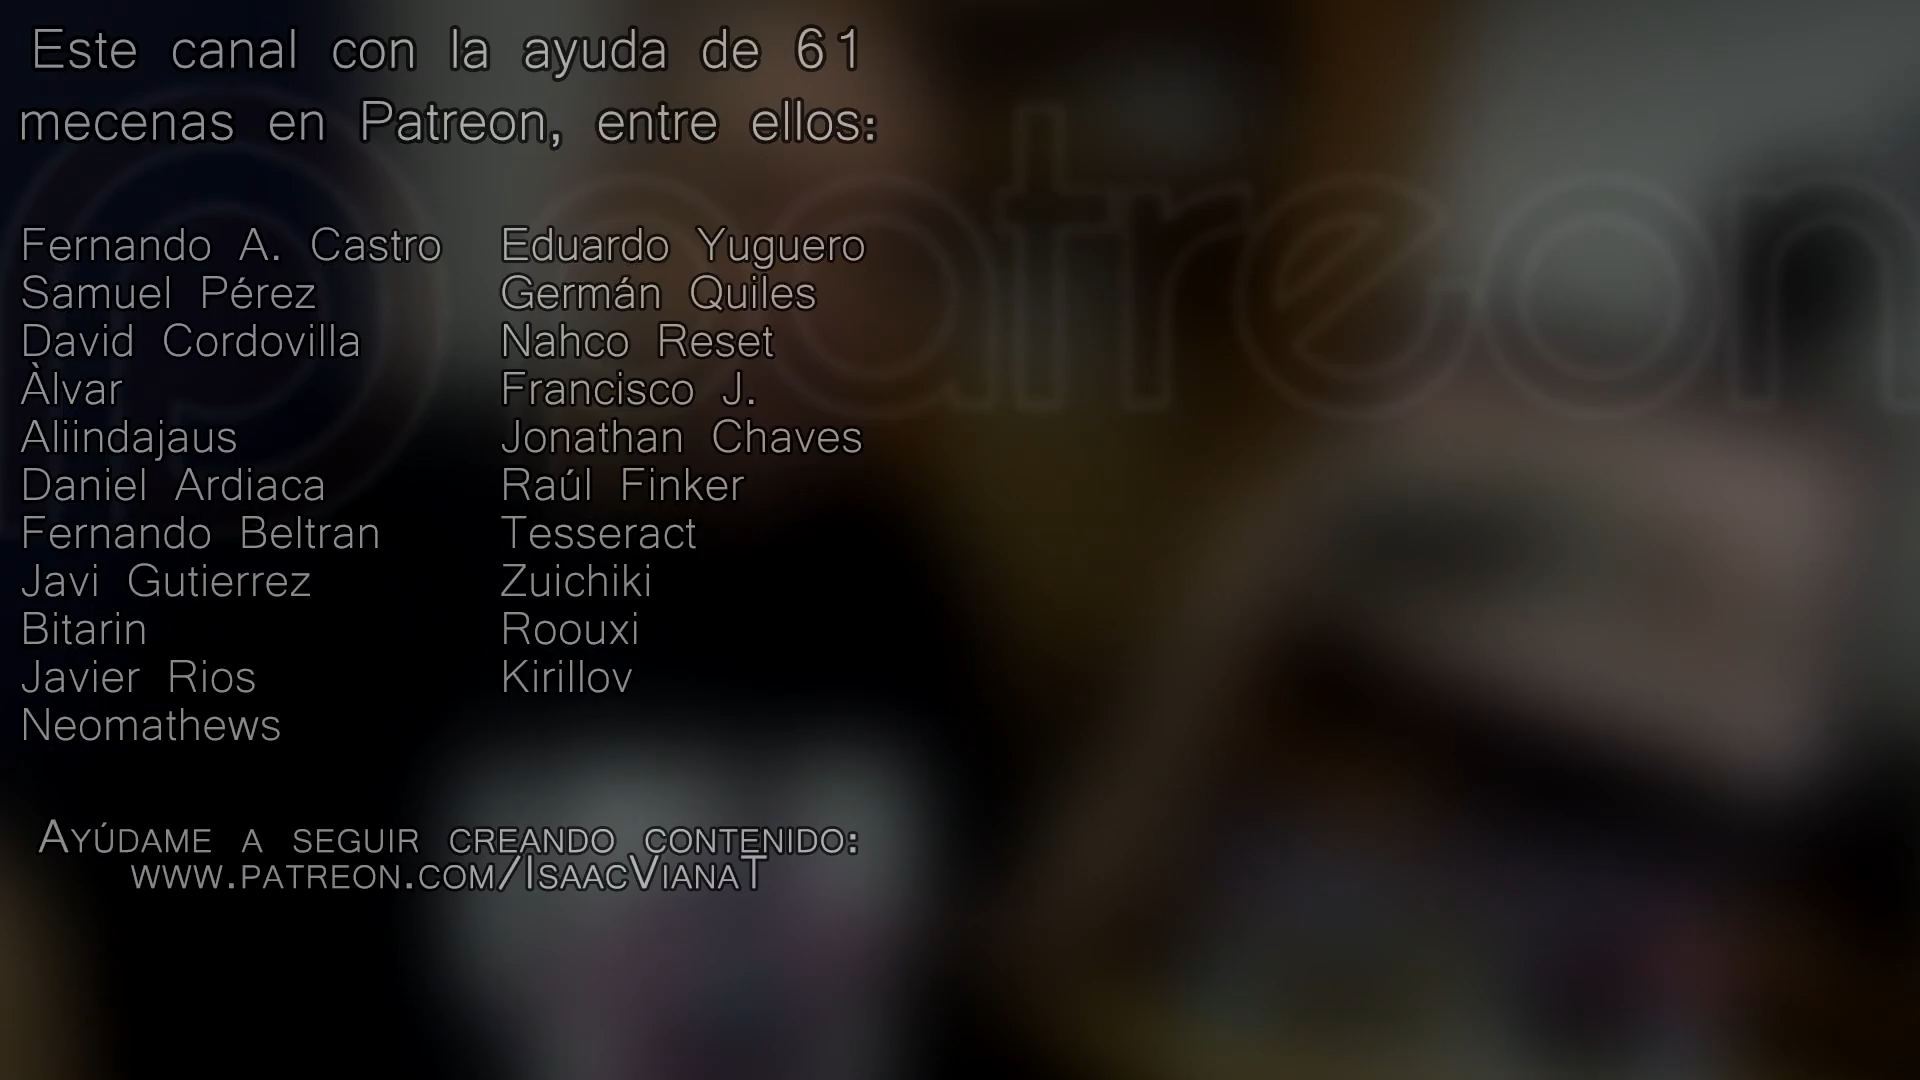 Este canal con la ayuda de 61
mecenas en Patreon, entre ellos:
Fernando A. Castro
Samuel Pérez
David Cordovilla
Àlvar
Aliindajaus
Daniel Ardiaca
Fernando Beltran
Javi Gutierrez
Bitarin
Javier Rios
Neomathews
Eduardo Yuguero
Germán Quiles
Nahco Reset
Francisco J.
Jonathan Chaves
Raúl Finker
Tesseract
Zuichiki
Roouxi
Kirillov
Ayúdame a seguir creando contenido:
www.patreon.com/IsaacVianaT
patreon